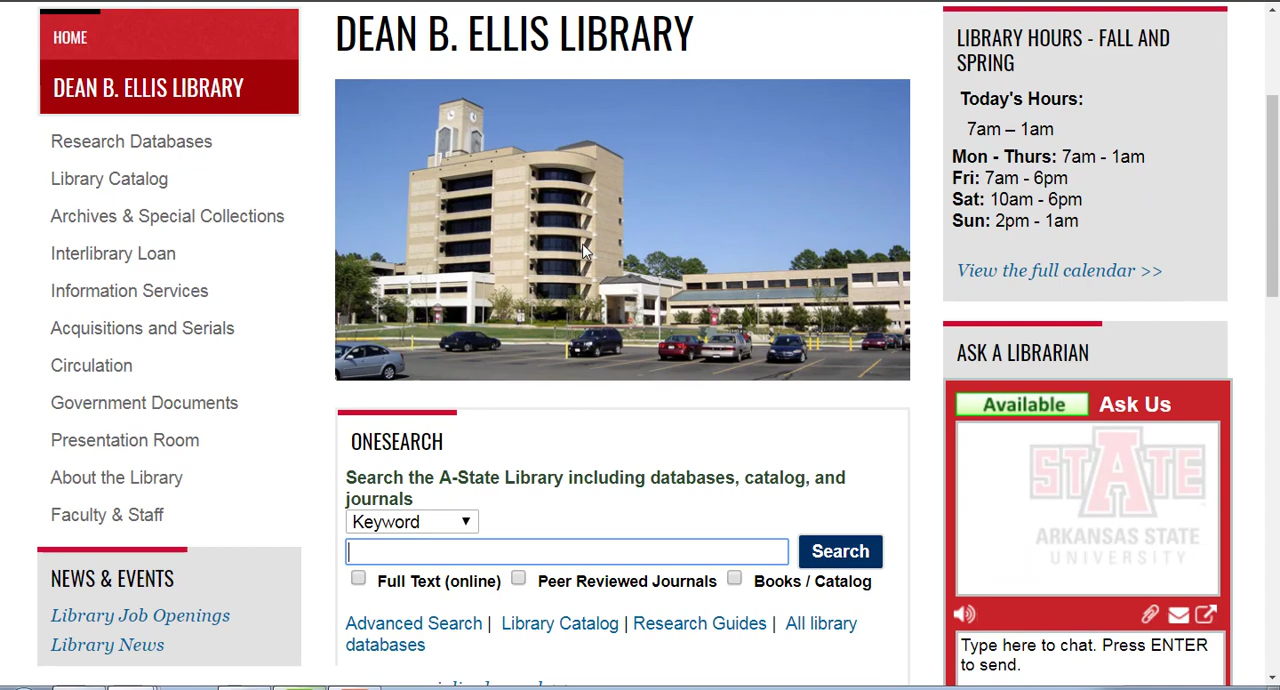 HOME
DEAN B. ELLIS LIBRARY
Research Databases
Library Catalog
Archives & Special Collections
Interlibrary Loan
Information Services
Acquisitions and Serials
Circulation
Government Documents
Presentation Room
About the Library
Faculty & Staff
NEWS & EVENTS
Library Job Openings
Library News
DEAN B. ELLIS LIBRARY
ONESEARCH
Search the A-State Library including databases, catalog, and
journals
Keyword
Search
Full Text (online) Peer Reviewed Journals Books / Catalog
Advanced Search | Library Catalog | Research Guides | All library
databases
LIBRARY HOURS - FALL AND
SPRING
Today's Hours:
7am – 1am
Mon - Thurs: 7am - 1am
Fri: 7am - 6pm
Sat: 10am - 6pm
Sun: 2pm - 1am
View the full calendar >>
ASK A LIBRARIAN
Available Ask Us
STATE
ARKANSAS STATE
UNIVERSITY
Type here to chat. Press ENTER
to send.